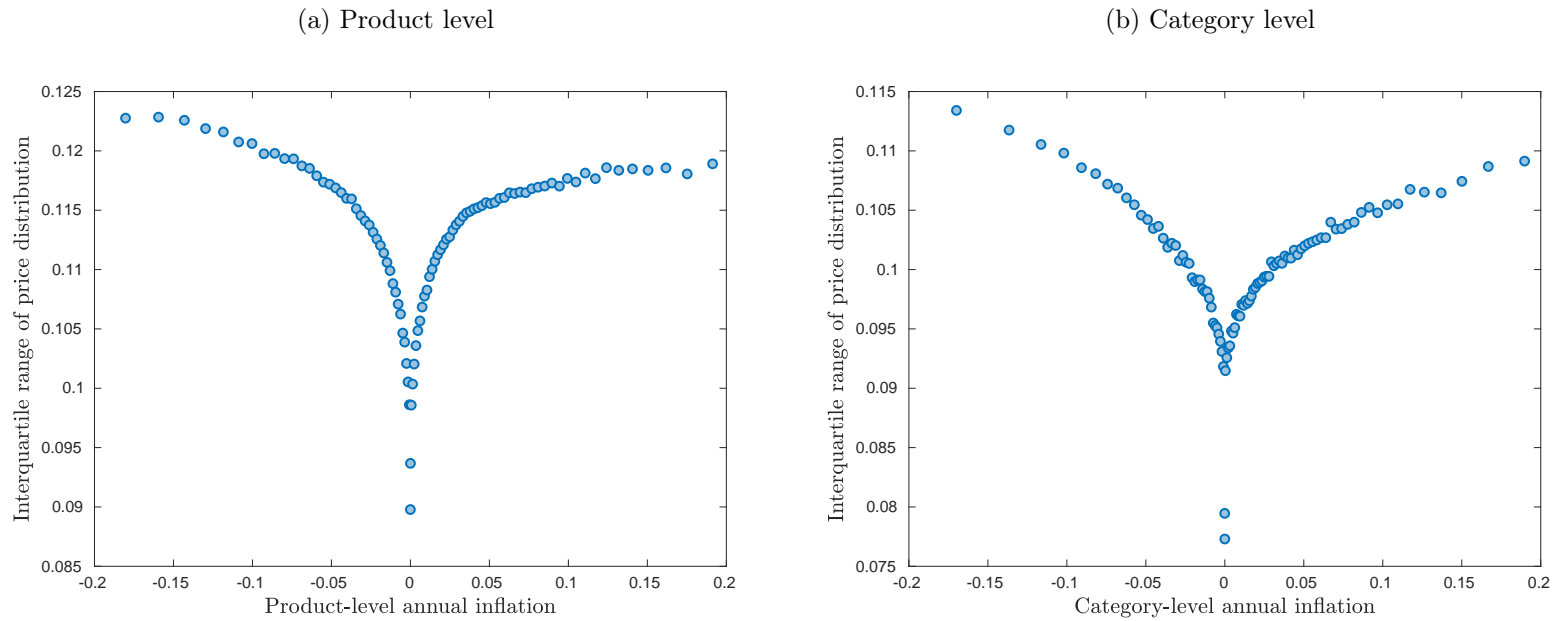 (a) Product level
(b) Category level
0.125
0.12
0.115
0.11
0.105
0.1
0.095
0.09
0.085
Interquartile range of price distribution
-0.2 -0.15 -0.1 -0.05 0 0.05 0.1 0.15 0.2
Product-level annual inflation
0.115
0.11
0.105
0.1
0.095
0.09
0.085
0.08
0.075
Interquartile range of price distribution
-0.2 -0.15 -0.1 -0.05 0 0.05 0.1 0.15 0.2
Category-level annual inflation